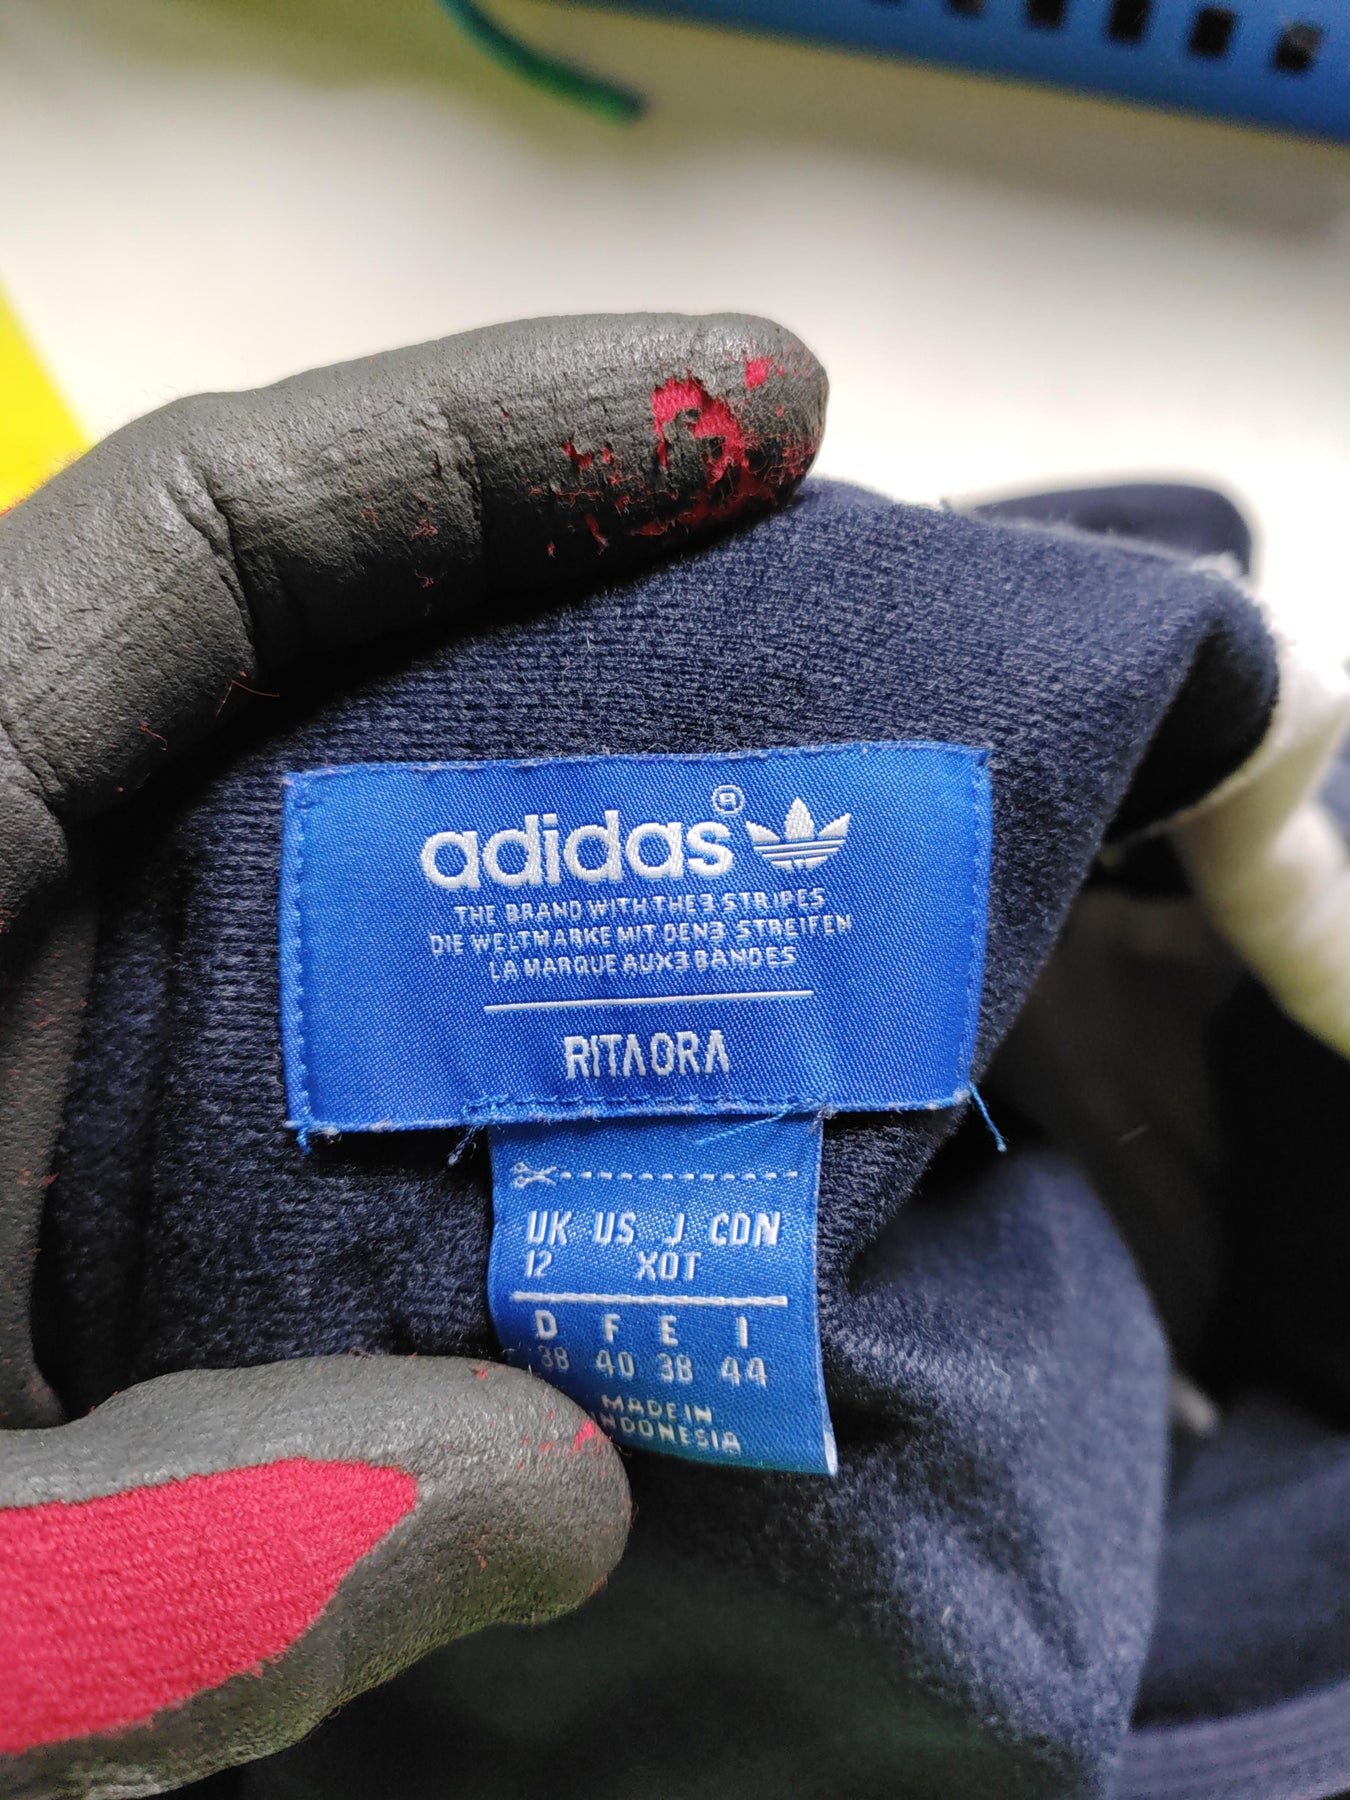 adidas®
THE BRAND WITH THE 3 STRIPES
DIE WELTMARKE MIT DEN 3 STREIFEN
LA MARQUE AUX 3 BANDES
RITA ORA
UK US J CDN
12 XOT
D F E I
38 40 38 44
MADE IN
INDONESIA